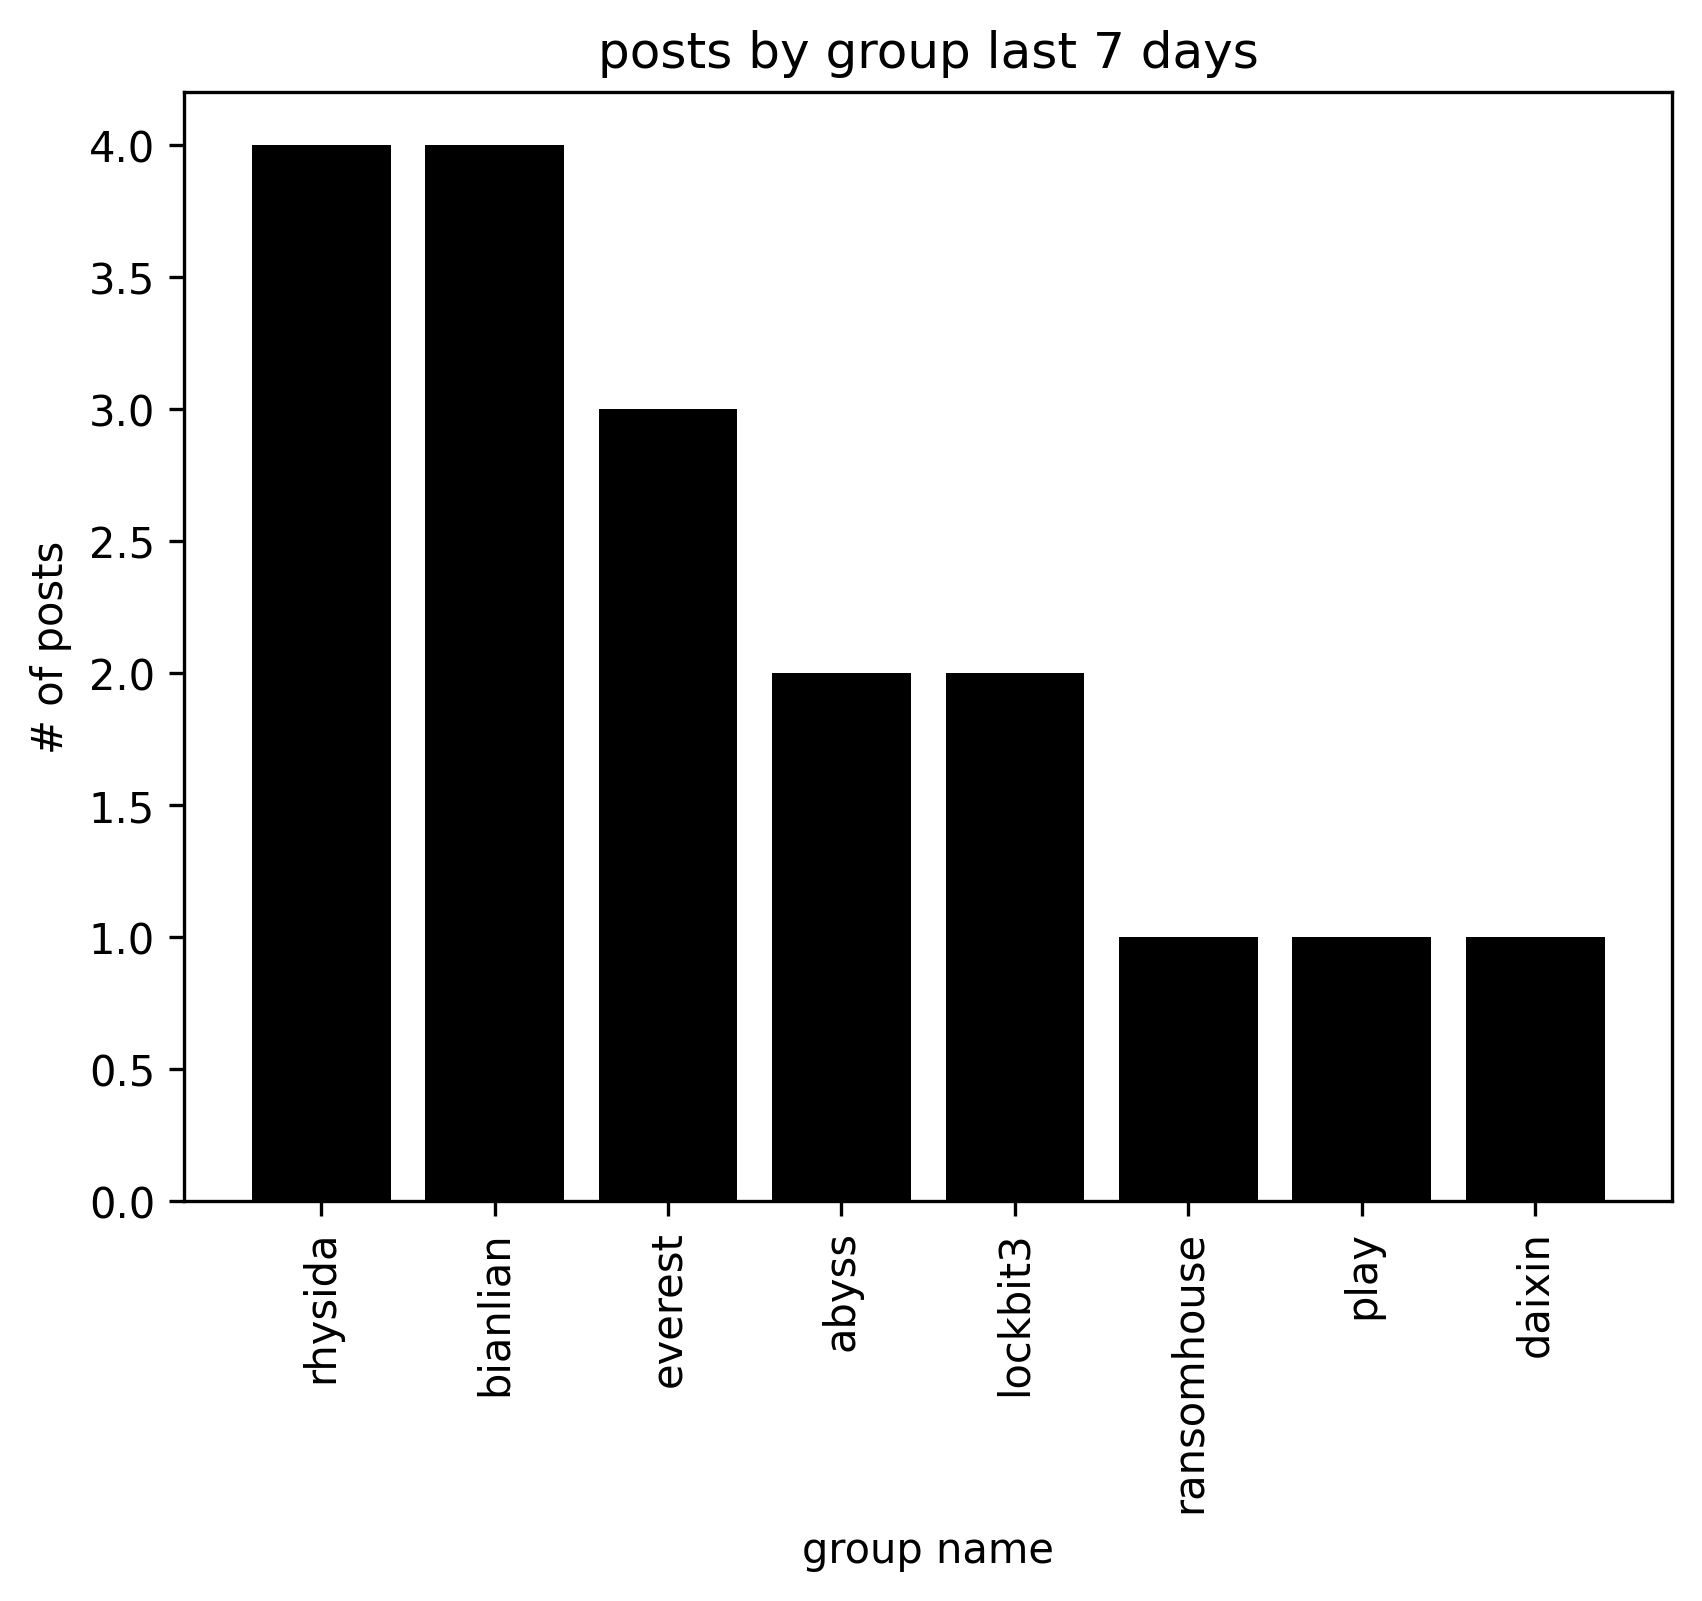 posts by group last 7 days
4.0
3.5
3.0
2.5
2.0
1.5
1.0
0.5
0.0
# of posts
rhysida
bianlian
everest
abyss
lockbit3
ransomhouse
play
daixin
group name